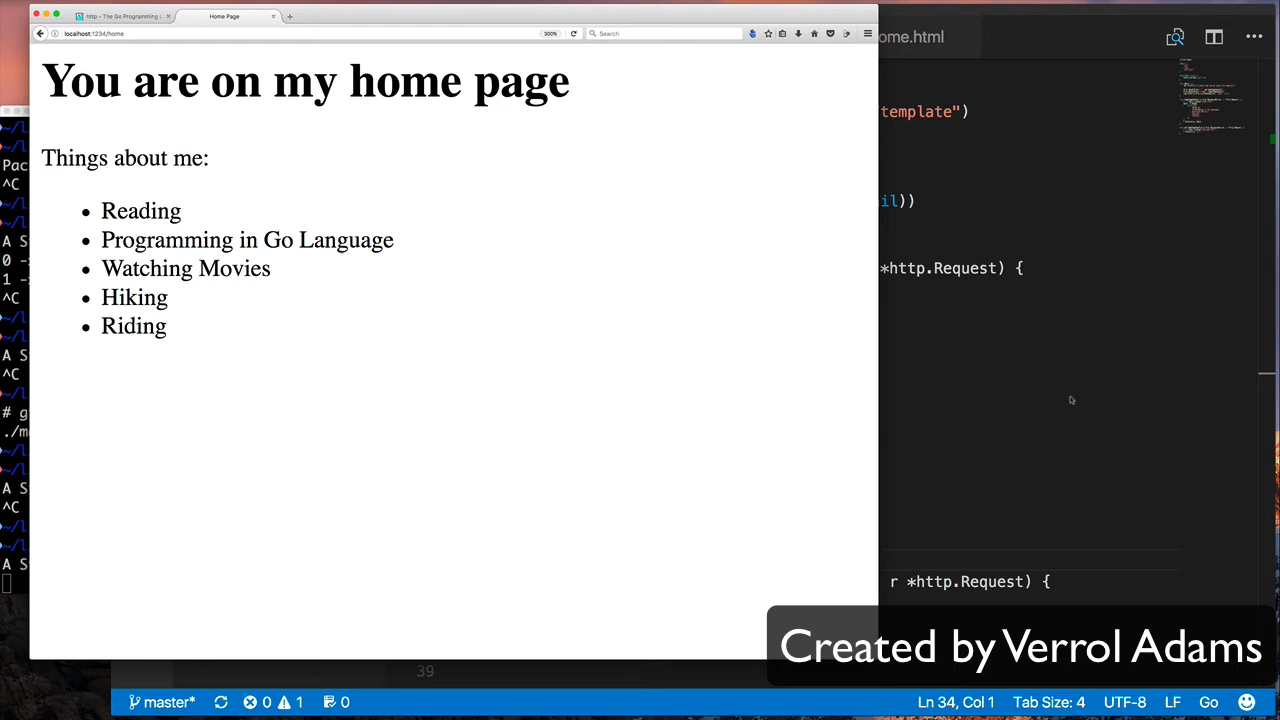 http - The Go Programming L
Home Page
localhost:1234/home
300%
Search
ome.html
You are on my home page
Things about me:
Reading
Programming in Go Language
Watching Movies
Hiking
Riding
/template")
il))
*http.Request) {
r *http.Request) {
39
~/l
~/l
Pac
^C
~/l
~/l
A S
0 -
1 -
^C
~/l
~/l
A S
^C
~/l
# g
./m
~/l
~/l
A S
^C
~/l
~/l
A S
Created by Verrol Adams
master* 0 1 0
Ln 34, Col 1 Tab Size: 4 UTF-8 LF Go